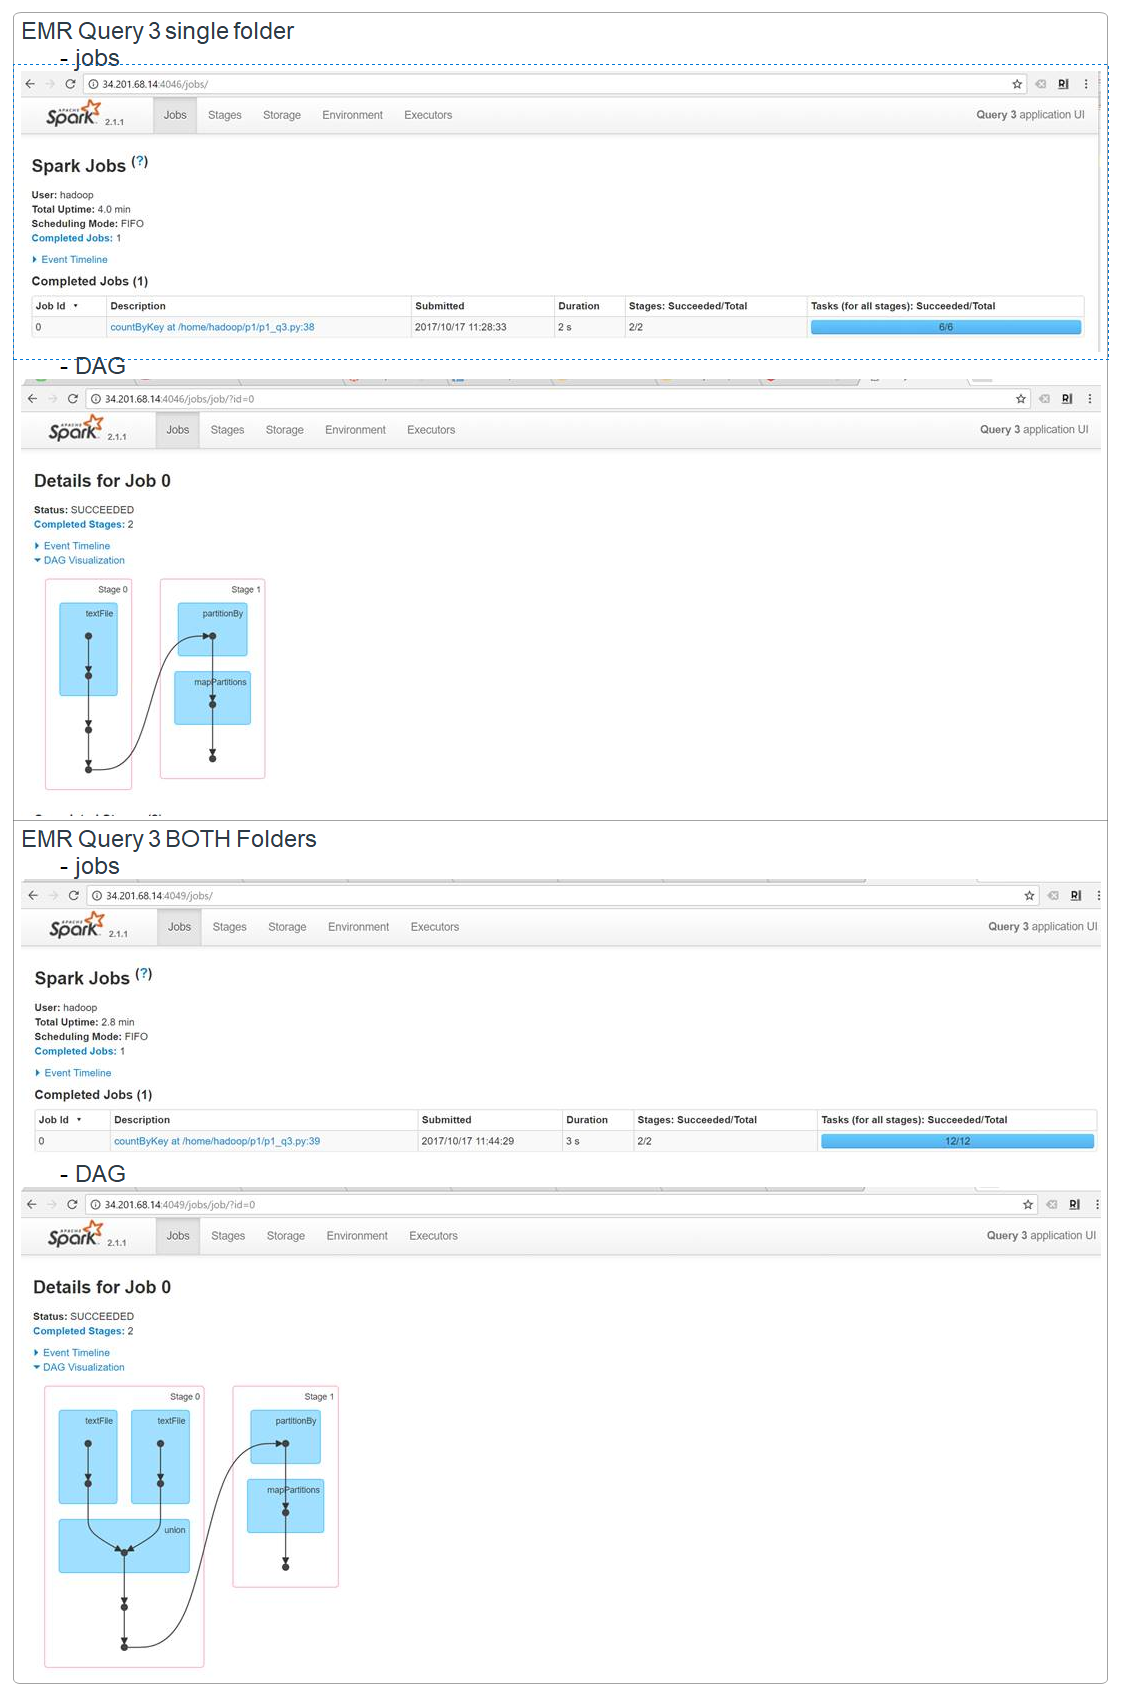 EMR Query 3 single folder
- jobs
34.201.68.14:4046/jobs/
APACHE Spark 2.1.1 Jobs Stages Storage Environment Executors Query 3 application UI
Spark Jobs (?)
User: hadoop
Total Uptime: 4.0 min
Scheduling Mode: FIFO
Completed Jobs: 1
Event Timeline
Completed Jobs (1)
Job Id Description Submitted Duration Stages: Succeeded/Total Tasks (for all stages): Succeeded/Total
0 countByKey at /home/hadoop/p1/p1_q3.py:38 2017/10/17 11:28:33 2 s 2/2 6/6
- DAG
34.201.68.14:4046/jobs/job/?id=0
APACHE Spark 2.1.1 Jobs Stages Storage Environment Executors Query 3 application UI
Details for Job 0
Status: SUCCEEDED
Completed Stages: 2
Event Timeline
DAG Visualization
Stage 0 Stage 1
textFile partitionBy
mapPartitions
EMR Query 3 BOTH Folders
- jobs
34.201.68.14:4049/jobs/
APACHE Spark 2.1.1 Jobs Stages Storage Environment Executors Query 3 application UI
Spark Jobs (?)
User: hadoop
Total Uptime: 2.8 min
Scheduling Mode: FIFO
Completed Jobs: 1
Event Timeline
Completed Jobs (1)
Job Id Description Submitted Duration Stages: Succeeded/Total Tasks (for all stages): Succeeded/Total
0 countByKey at /home/hadoop/p1/p1_q3.py:39 2017/10/17 11:44:29 3 s 2/2 12/12
- DAG
34.201.68.14:4049/jobs/job/?id=0
APACHE Spark 2.1.1 Jobs Stages Storage Environment Executors Query 3 application UI
Details for Job 0
Status: SUCCEEDED
Completed Stages: 2
Event Timeline
DAG Visualization
Stage 0 Stage 1
textFile textFile partitionBy
mapPartitions
union